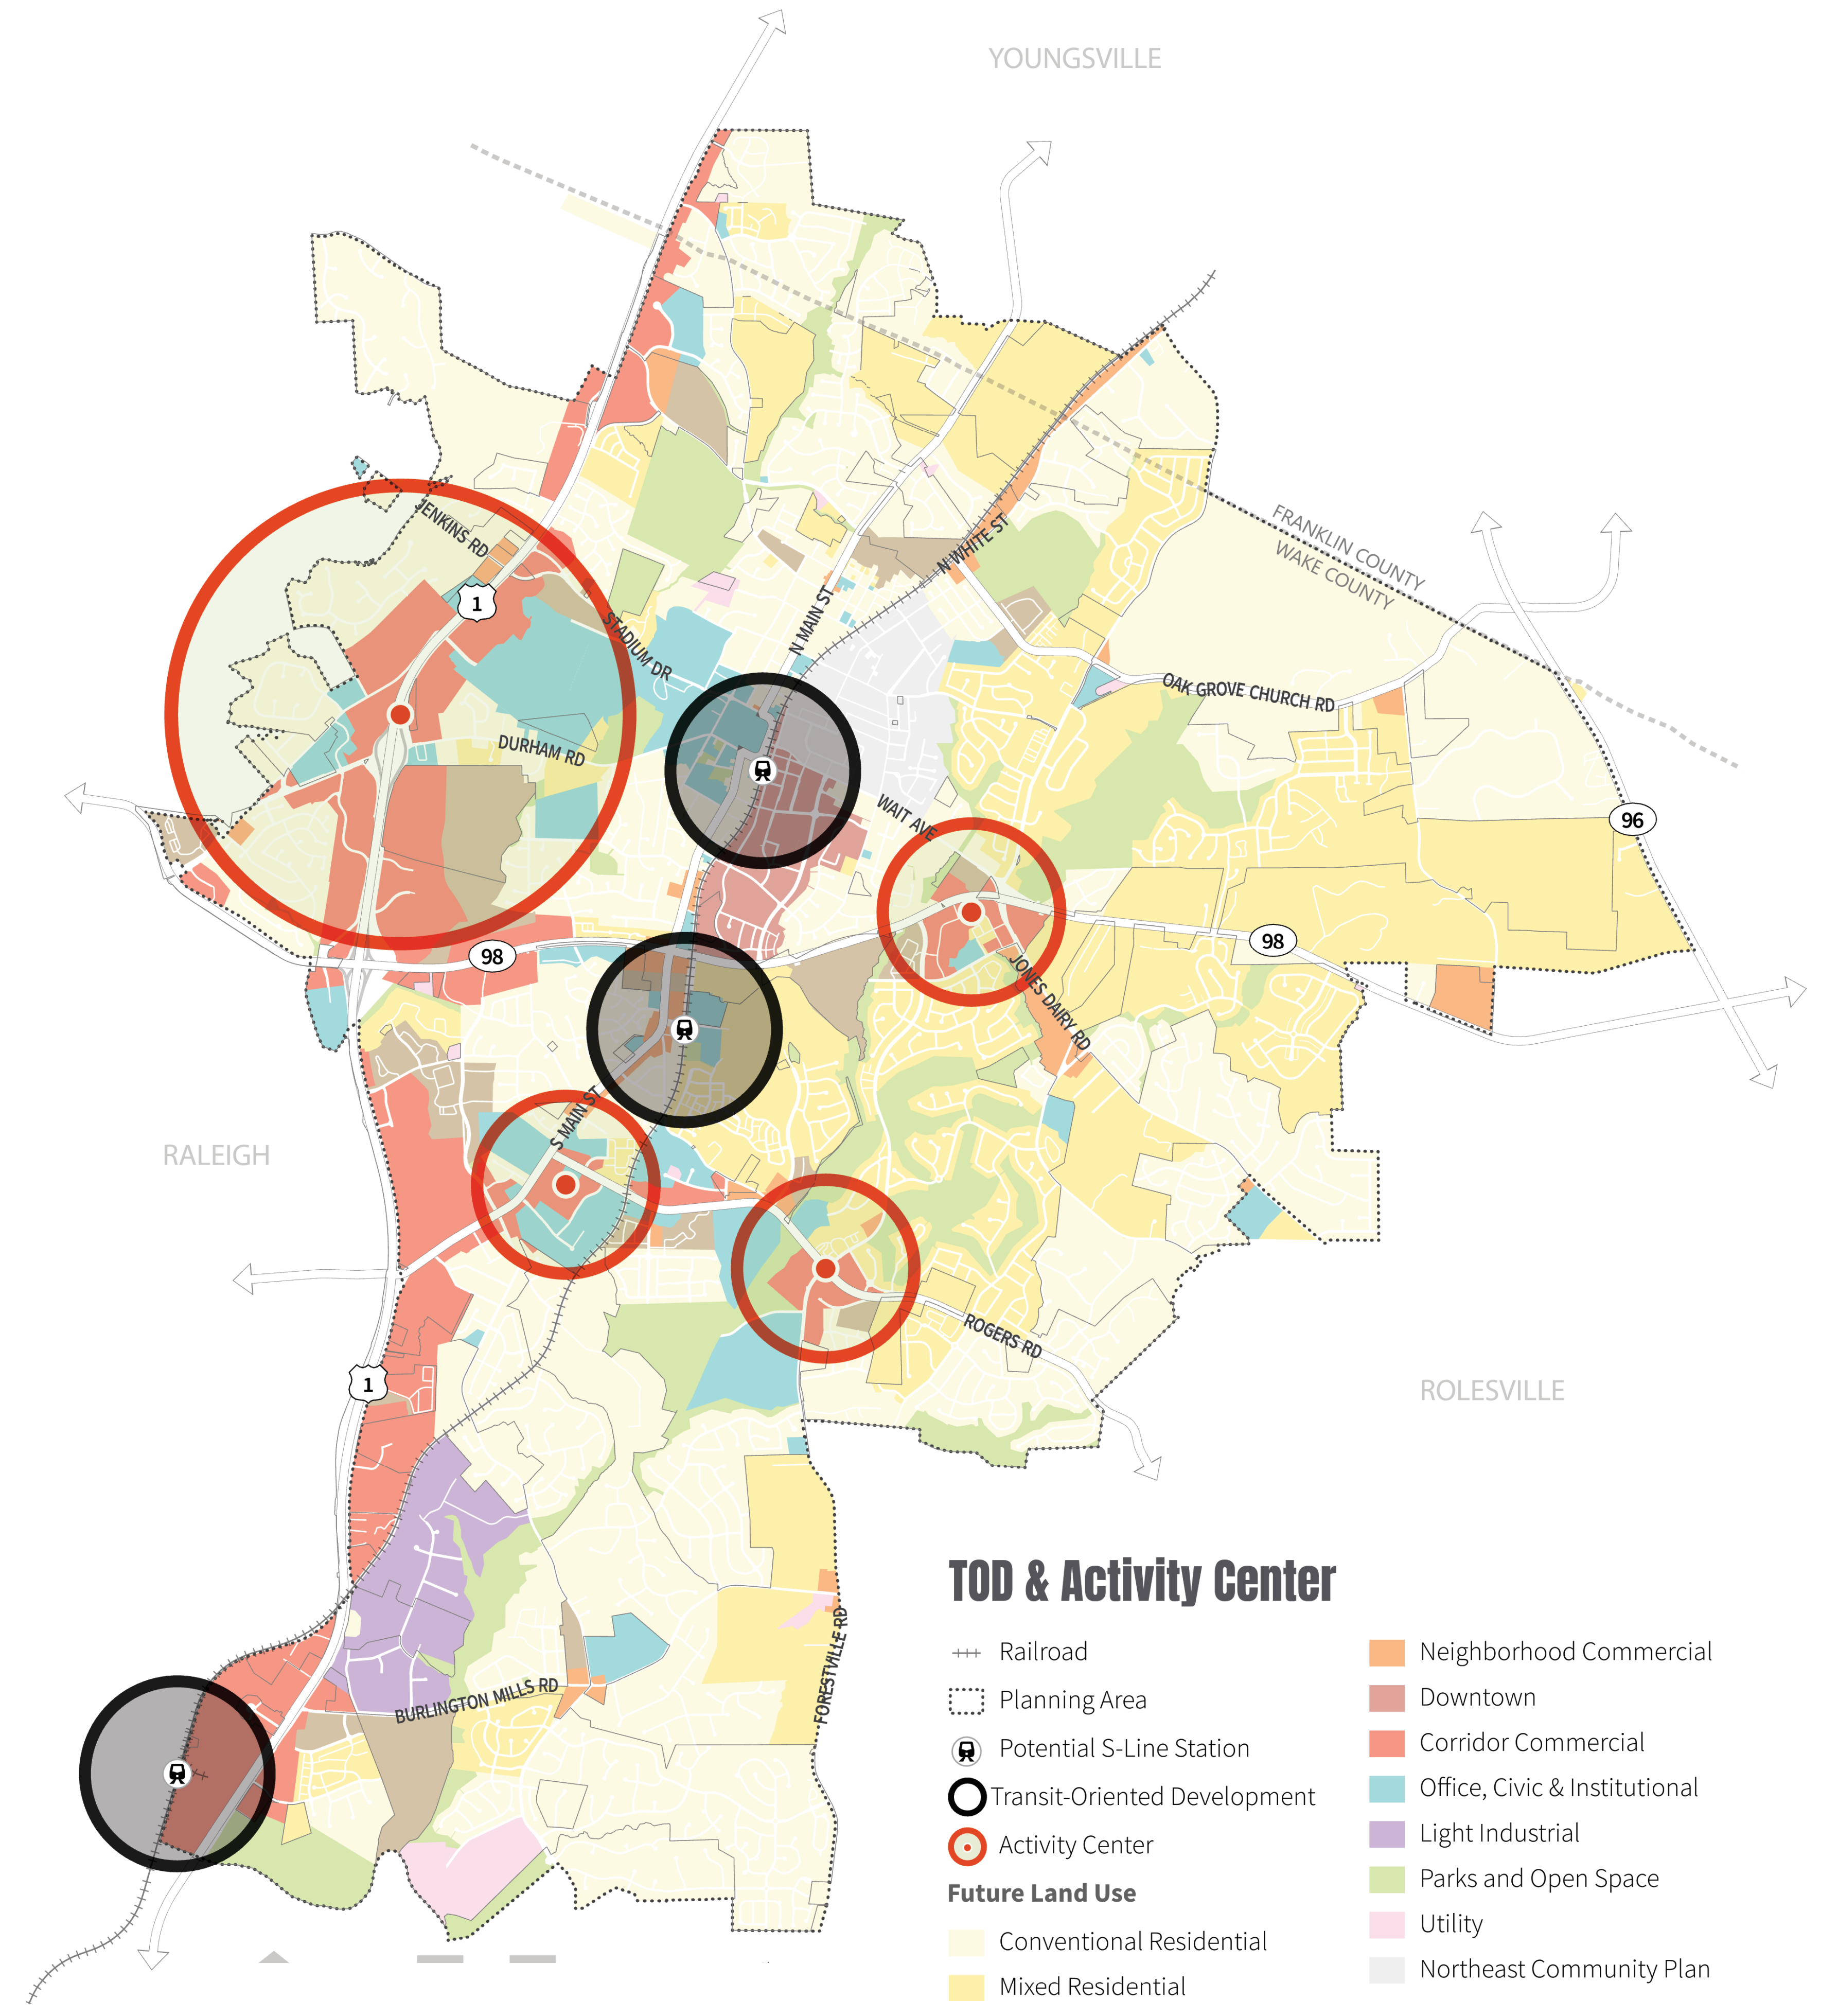 YOUNGSVILLE
FRANKLIN COUNTY
WAKE COUNTY
JENKINS RD
N WHITE ST
1
STADIUM DR
N MAIN ST
OAK GROVE CHURCH RD
DURHAM RD
WAIT AVE
96
98
98
JONES DAIRY RD
S MAIN ST
RALEIGH
ROGERS RD
1
ROLESVILLE
FORESTVILLE RD
BURLINGTON MILLS RD
TOD & Activity Center
Railroad
Planning Area
Potential S-Line Station
Transit-Oriented Development
Activity Center
Future Land Use
Conventional Residential
Mixed Residential
Neighborhood Commercial
Downtown
Corridor Commercial
Office, Civic & Institutional
Light Industrial
Parks and Open Space
Utility
Northeast Community Plan